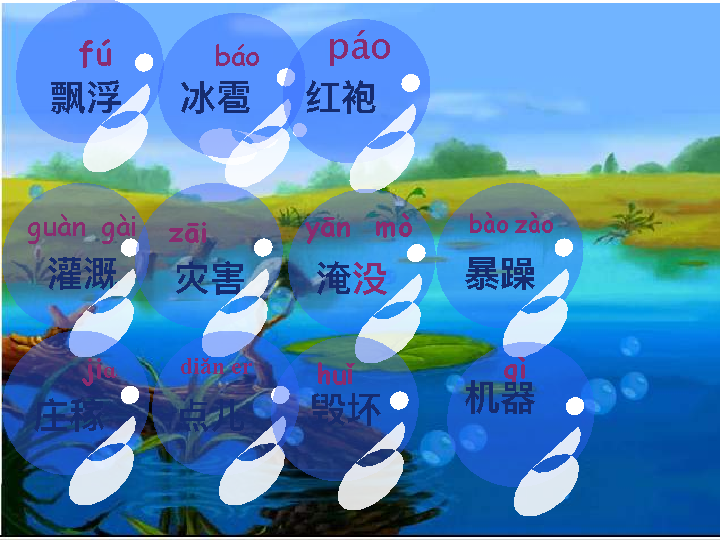 fú báo páo
飘浮 冰雹 红袍
guàn gài zāi yān mò bào zào
灌溉 灾害 淹没 暴躁
jia diǎn er huǐ qì
庄稼 点儿 毁坏 机器